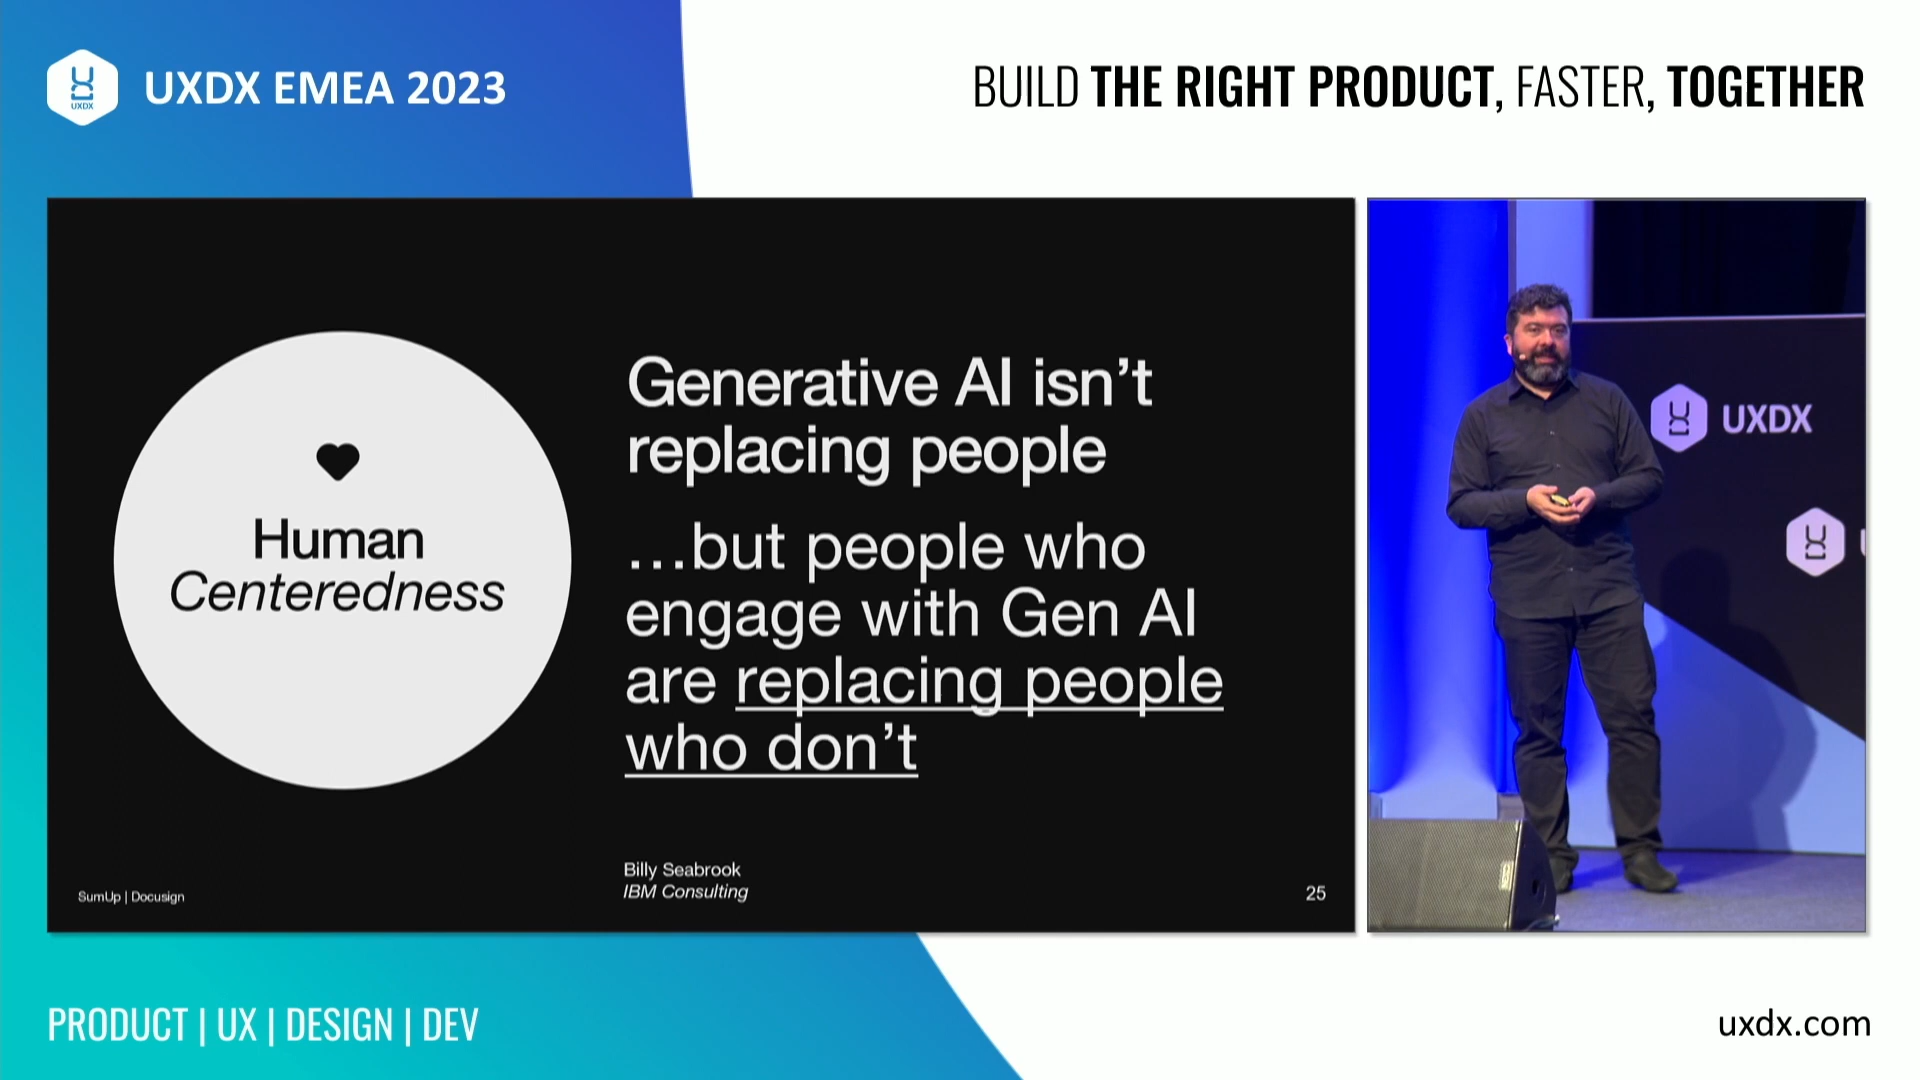 UXDX
UXDX EMEA 2023
BUILD THE RIGHT PRODUCT, FASTER, TOGETHER
Human
Centeredness
Generative AI isn’t
replacing people
…but people who
engage with Gen AI
are replacing people
who don’t
Billy Seabrook
IBM Consulting
SumUp | Docusign
25
UXDX
PRODUCT | UX | DESIGN | DEV
uxdx.com